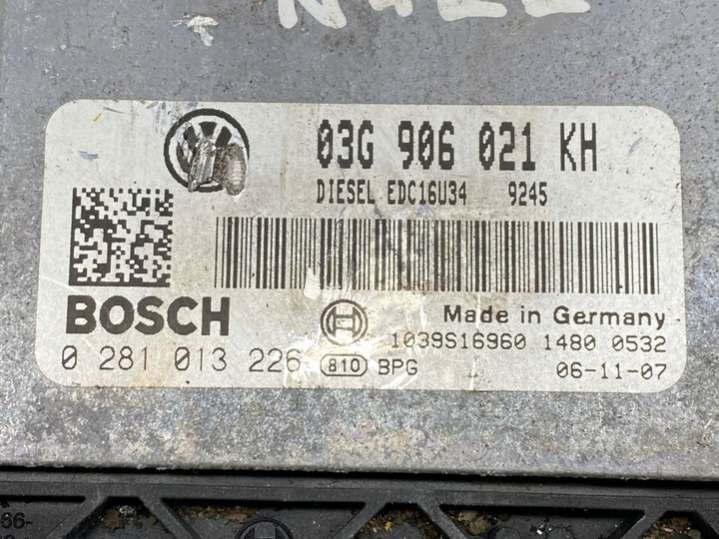 03G 906 021 KH
DIESEL EDC16U34 9245
BOSCH
Made in Germany
1039S16960 1480 0532
0 281 013 226
810 BPG
06-11-07
66-